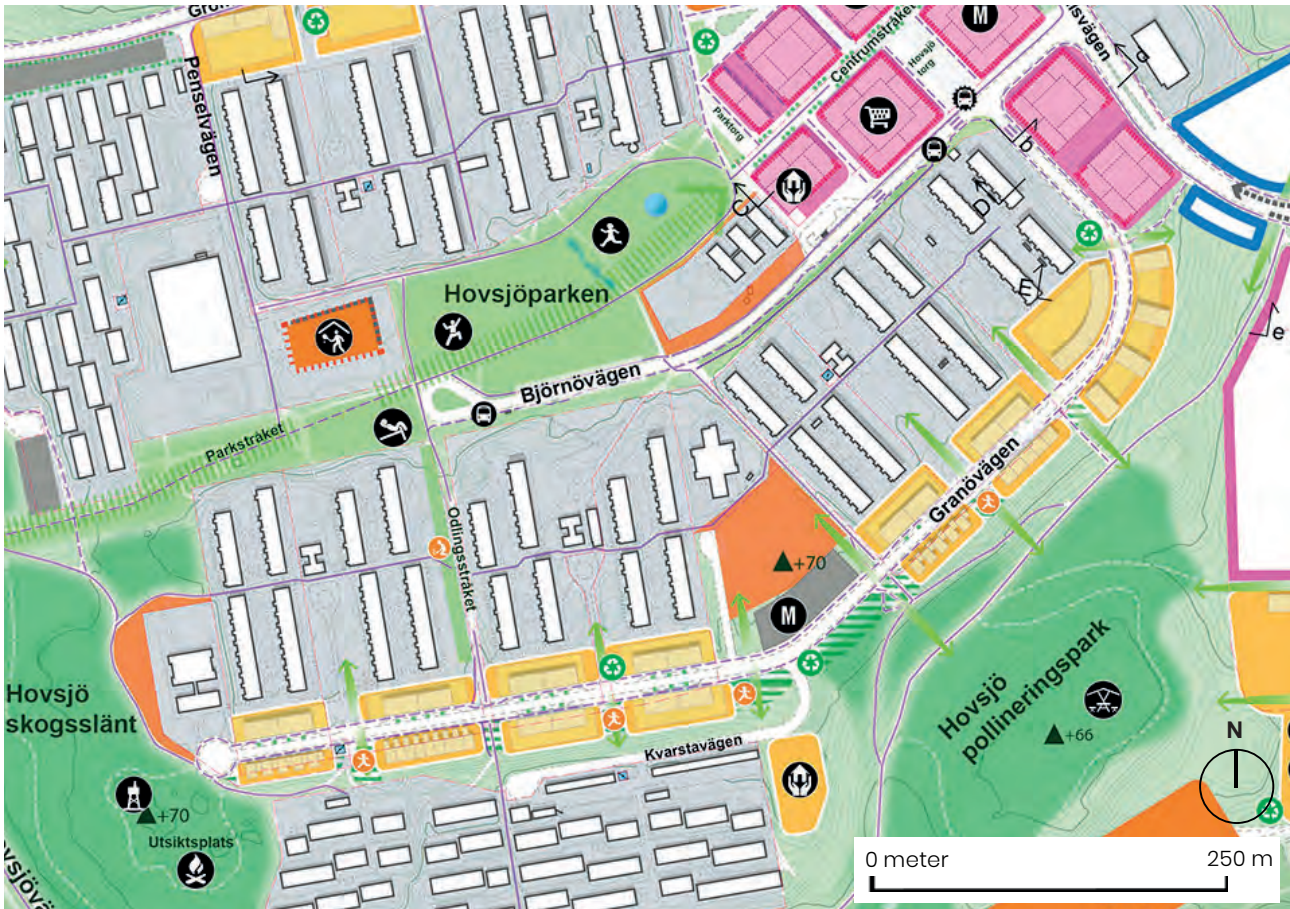 M
Penselvägen
Centrumstråket
Hovsjö
torg
Parktorg
a
b
C
D
E
e
Hovsjöparken
Björnövägen
Parkstråket
Odlingsstråket
Granövägen
+70
M
Hovsjö
skogsslänt
Hovsjö
pollineringspark
+66
Kvarstavägen
+70
Utsiktsplats
N
0 meter
250 m